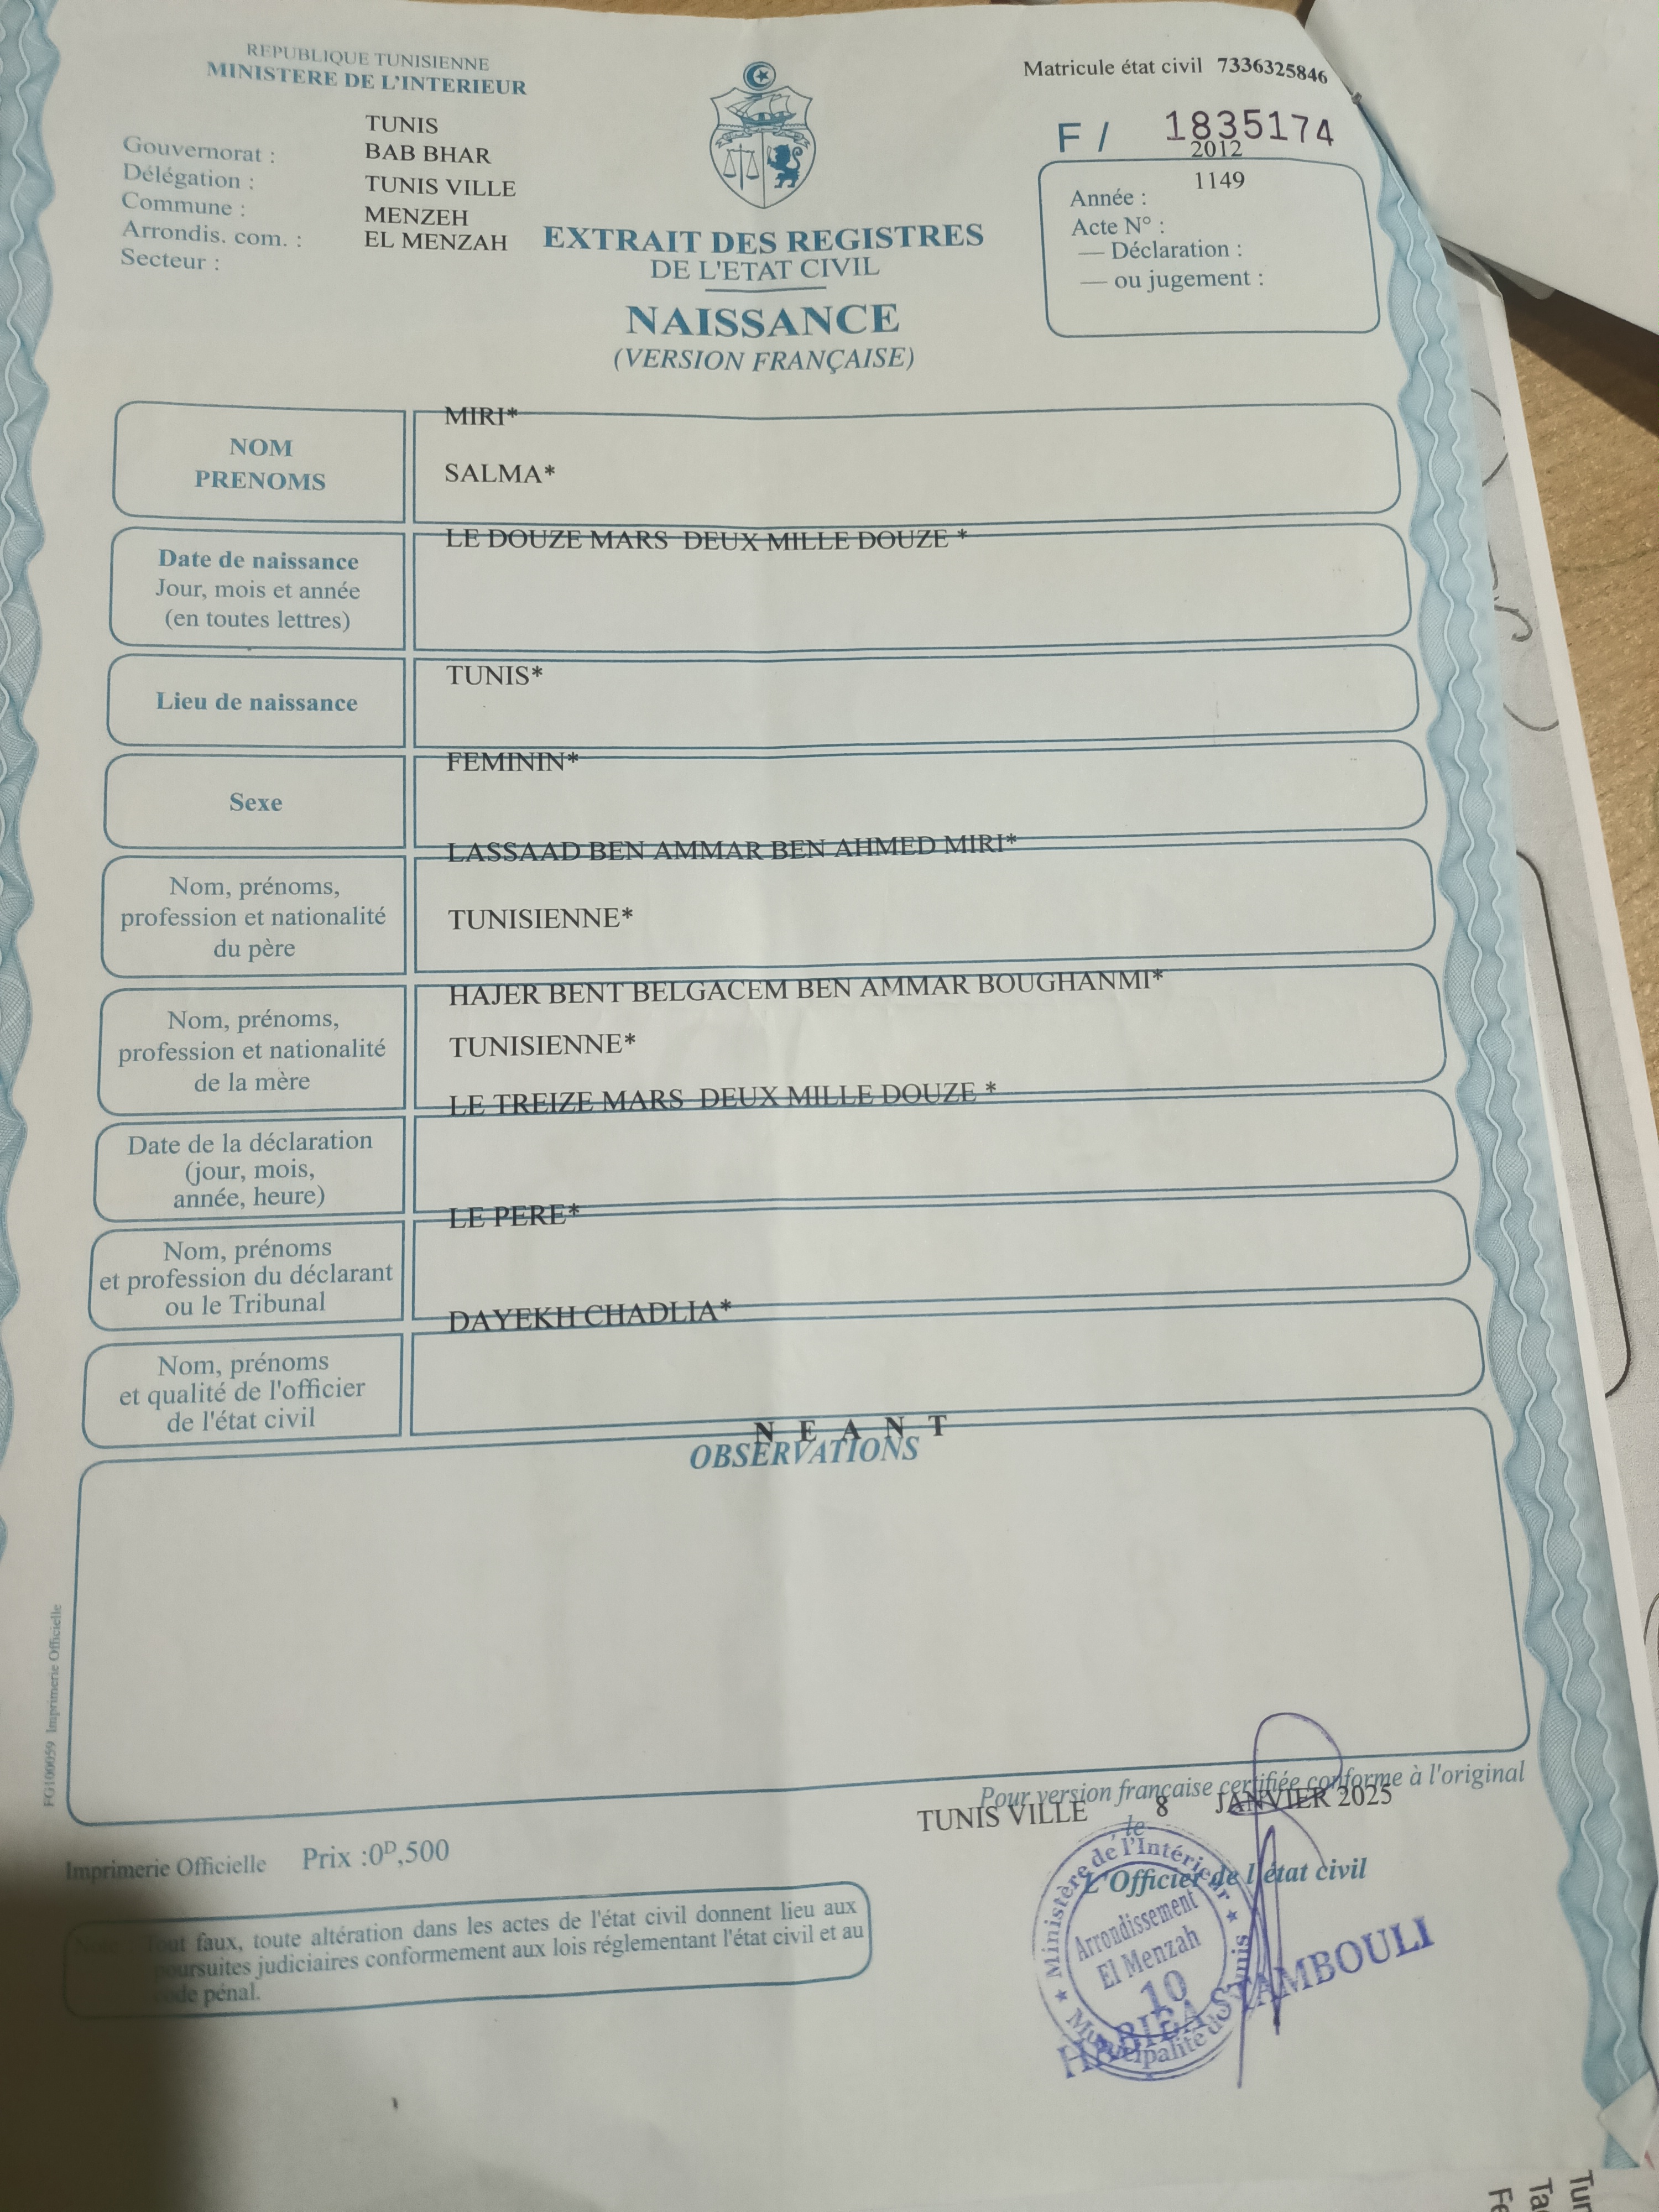 REPUBLIQUE TUNISIENNE
MINISTERE DE L'INTERIEUR
Matricule état civil 7336325846
F / 1835174
Gouvernorat : TUNIS
Délégation : BAB BHAR
Commune : TUNIS VILLE
Arrondis. com. : MENZEH
Secteur : EL MENZAH
2012
1149
Année :
Acte N° :
— Déclaration :
— ou jugement :
EXTRAIT DES REGISTRES
DE L'ETAT CIVIL
NAISSANCE
(VERSION FRANÇAISE)
NOM
PRENOMS
MIRI*
SALMA*
Date de naissance
Jour, mois et année
(en toutes lettres)
LE DOUZE MARS DEUX MILLE DOUZE *
Lieu de naissance
TUNIS*
Sexe
FEMININ*
Nom, prénoms,
profession et nationalité
du père
LASSAAD BEN AMMAR BEN AHMED MIRI*
TUNISIENNE*
Nom, prénoms,
profession et nationalité
de la mère
HAJER BENT BELGACEM BEN AMMAR BOUGHANMI*
TUNISIENNE*
Date de la déclaration
(jour, mois,
année, heure)
LE TREIZE MARS DEUX MILLE DOUZE *
Nom, prénoms
et profession du déclarant
ou le Tribunal
LE PERE*
Nom, prénoms
et qualité de l'officier
de l'état civil
DAYEKH CHADLIA*
N E A N T
OBSERVATIONS
FG100059 Imprimerie Officielle
Pour version française certifiée conforme à l'original
TUNIS VILLE le 8 JANVIER 2025
L'Officier de l'état civil
Imprimerie Officielle Prix :0D,500
Tout faux, toute altération dans les actes de l'état civil donnent lieu aux
poursuites judiciaires conformement aux lois réglementant l'état civil et au
code pénal.
Ministère de l'Intérieur
Arrondissement
El Menzah
10
Municipalité de Tunis
HABIBA STAMBOULI